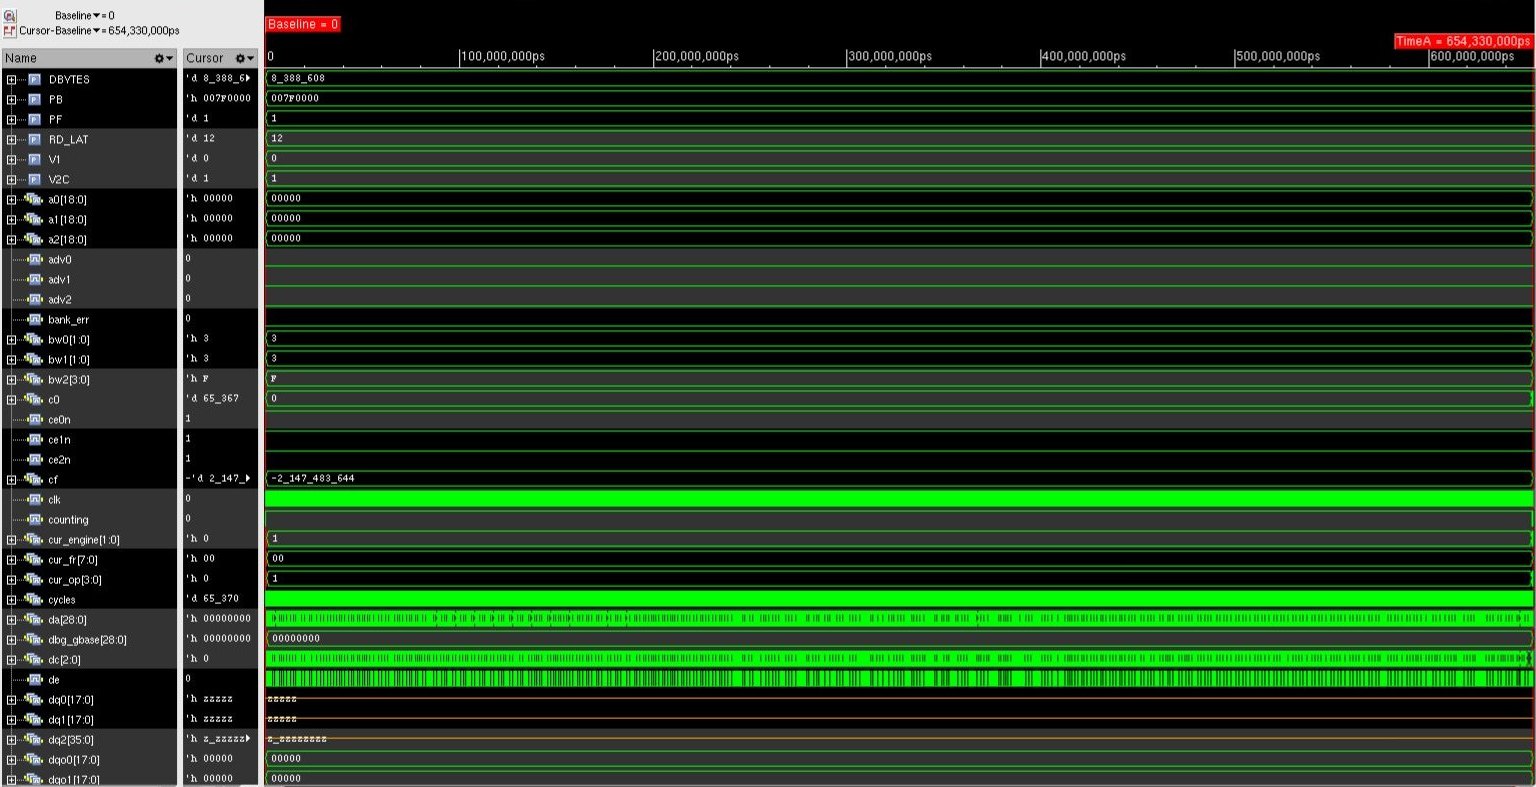 Baseline▼= 0
Cursor-Baseline▼= 654,330,000ps
Baseline = 0
TimeA = 654,330,000ps
Name Cursor 0 100,000,000ps 200,000,000ps 300,000,000ps 400,000,000ps 500,000,000ps 600,000,000ps
DBYTES 'd 8_388_6 8_388_608
PB 'h 007F0000 007F0000
PF 'd 1 1
RD_LAT 'd 12 12
V1 'd 0 0
V2C 'd 1 1
a0[18:0] 'h 00000 00000
a1[18:0] 'h 00000 00000
a2[18:0] 'h 00000 00000
adv0 0
adv1 0
adv2 0
bank_err 0
bw0[1:0] 'h 3 3
bw1[1:0] 'h 3 3
bw2[3:0] 'h F F
c0 'd 65_367 0
ce0n 1
ce1n 1
ce2n 1
cf -'d 2_147_ -2_147_483_644
clk 0
counting 0
cur_engine[1:0] 'h 0 1
cur_fr[7:0] 'h 00 00
cur_op[3:0] 'h 0 1
cycles 'd 65_370
da[28:0] 'h 00000000
dbg_gbase[28:0] 'h 00000000 00000000
dc[2:0] 'h 0
de 0
dq0[17:0] 'h zzzzz zzzzz
dq1[17:0] 'h zzzzz zzzzz
dq2[35:0] 'h z_zzzzz z_zzzzzzzz
dqo0[17:0] 'h 00000 00000
dqo1[17:0] 'h 00000 00000